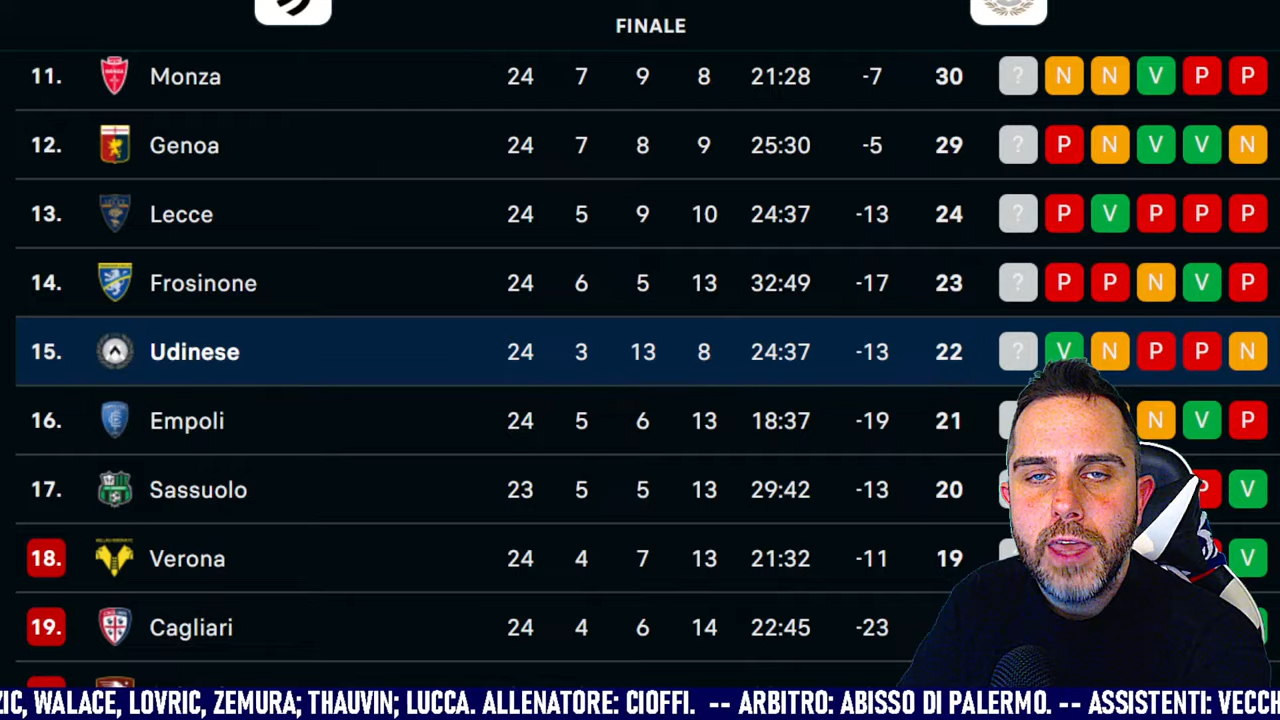 FINALE
11. Monza 24 7 9 8 21:28 -7 30 ? N N V P P
12. Genoa 24 7 8 9 25:30 -5 29 ? P N V V N
13. Lecce 24 5 9 10 24:37 -13 24 ? P V P P P
14. Frosinone 24 6 5 13 32:49 -17 23 ? P P N V P
15. Udinese 24 3 13 8 24:37 -13 22 ? V N P P N
16. Empoli 24 5 6 13 18:37 -19 21 N V P
17. Sassuolo 23 5 5 13 29:42 -13 20 P V
18. Verona 24 4 7 13 21:32 -11 19 V
19. Cagliari 24 4 6 14 22:45 -23
ZIC, WALACE, LOVRIC, ZEMURA; THAUVIN; LUCCA. ALLENATORE: CIOFFI. -- ARBITRO: ABISSO DI PALERMO. -- ASSISTENTI: VECCH